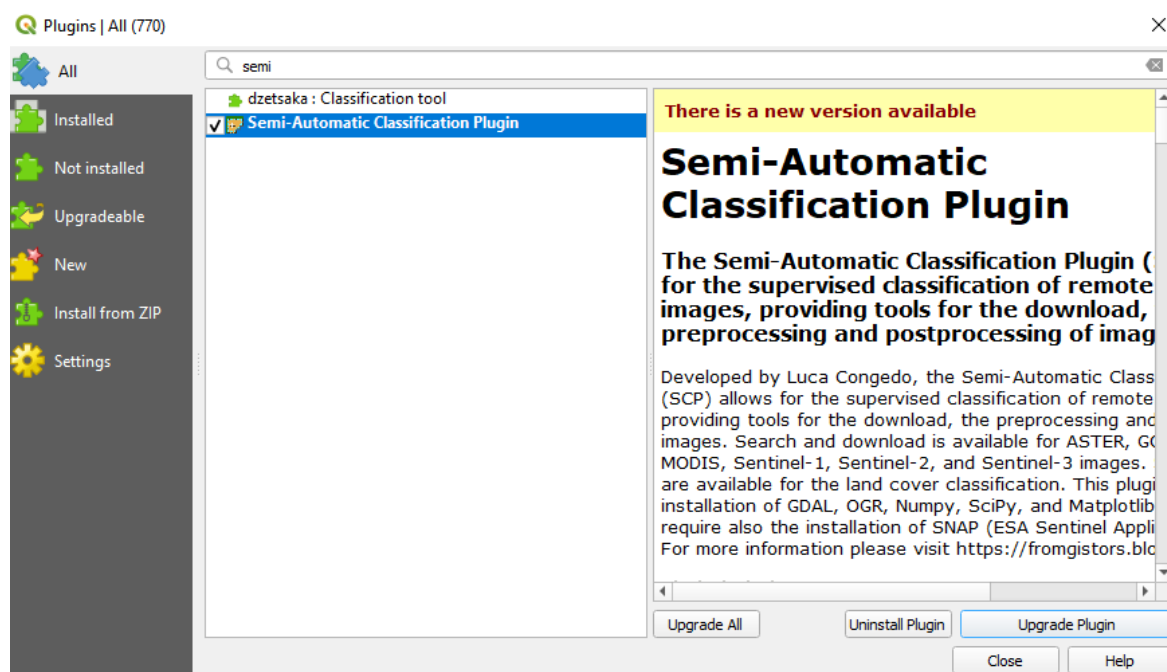 Plugins | All (770)
All
semi
Installed
Not installed
Upgradeable
New
Install from ZIP
Settings
dzetsaka : Classification tool
Semi-Automatic Classification Plugin
There is a new version available
Semi-Automatic
Classification Plugin
The Semi-Automatic Classification Plugin (
for the supervised classification of remote
images, providing tools for the download,
preprocessing and postprocessing of imag
Developed by Luca Congedo, the Semi-Automatic Class
(SCP) allows for the supervised classification of remote
providing tools for the download, the preprocessing and
images. Search and download is available for ASTER, GO
MODIS, Sentinel-1, Sentinel-2, and Sentinel-3 images.
are available for the land cover classification. This plugi
installation of GDAL, OGR, Numpy, SciPy, and Matplotlib
require also the installation of SNAP (ESA Sentinel Appli
For more information please visit https://fromgistors.blo
Upgrade All
Uninstall Plugin
Upgrade Plugin
Close
Help